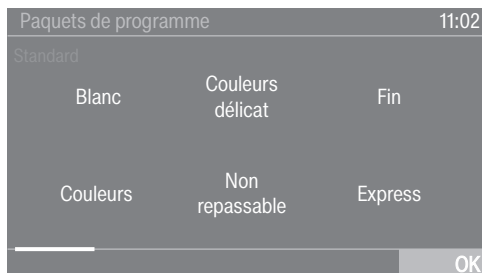 Paquets de programme 11:02
Standard
Blanc
Couleurs
délicat
Fin
Couleurs
Non
repassable
Express
OK